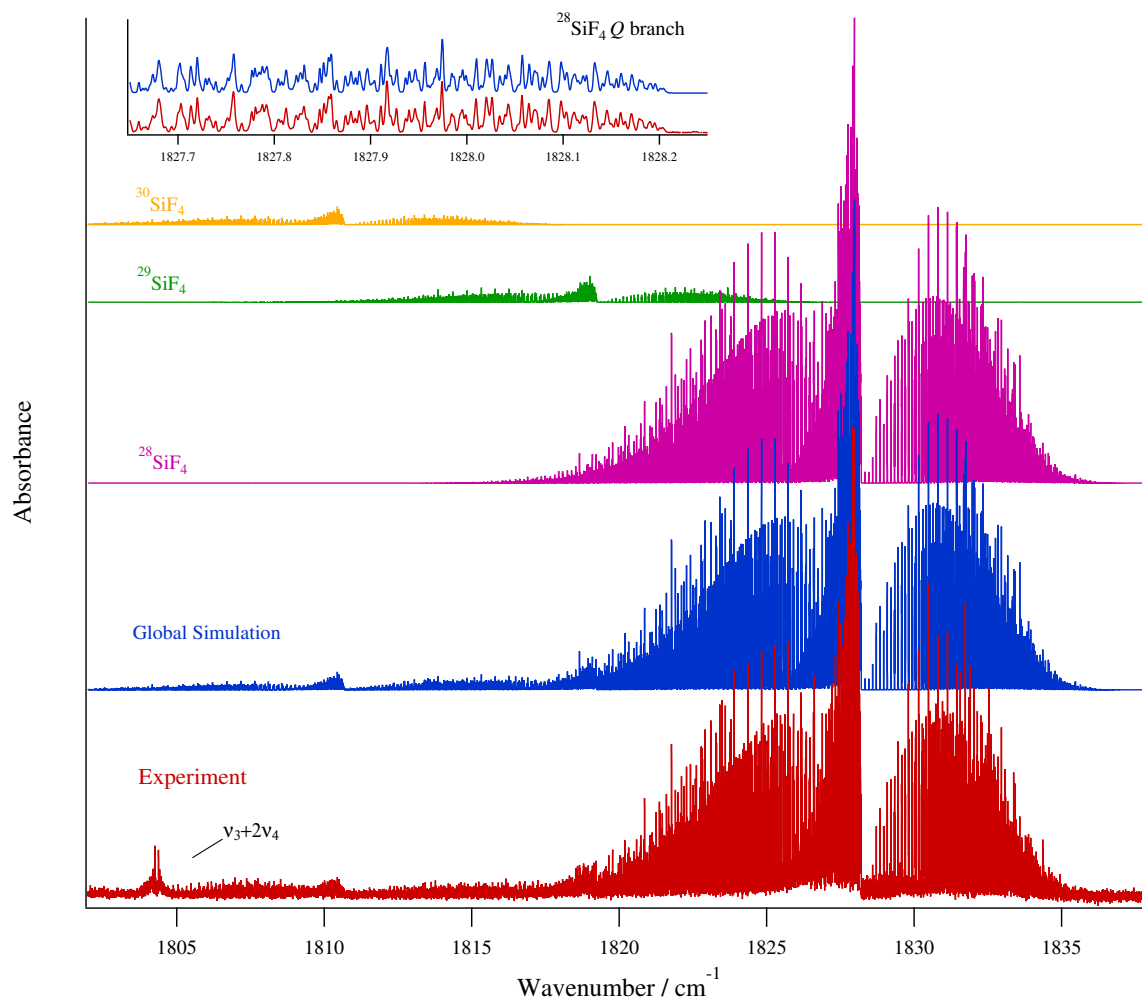 ²⁸SiF₄ Q branch
1827.7 1827.8 1827.9 1828.0 1828.1 1828.2
³⁰SiF₄
²⁹SiF₄
²⁸SiF₄
Absorbance
Global Simulation
Experiment
ν₃+2ν₄
1805 1810 1815 1820 1825 1830 1835
Wavenumber / cm⁻¹